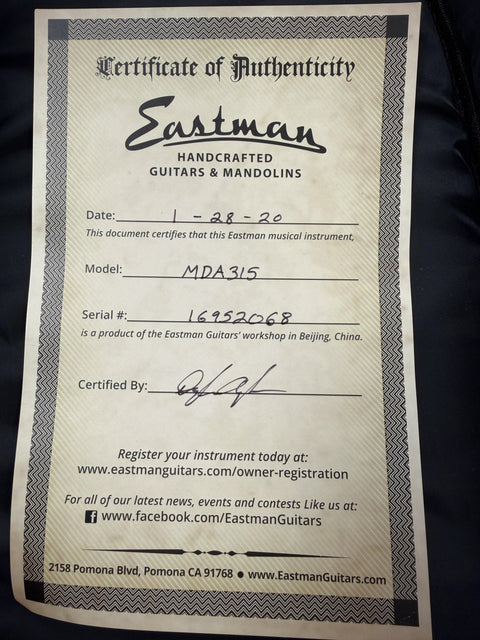 Certificate of Authenticity
Eastman
HANDCRAFTED
GUITARS & MANDOLINS
Date: 1 - 28 - 20
This document certifies that this Eastman musical instrument,
Model: MDA315
Serial #: 16952068
is a product of the Eastman Guitars' workshop in Beijing, China.
Certified By:
Register your instrument today at:
www.eastmanguitars.com/owner-registration
For all of our latest news, events and contests Like us at:
f www.facebook.com/EastmanGuitars
2158 Pomona Blvd, Pomona CA 91768 • www.EastmanGuitars.com